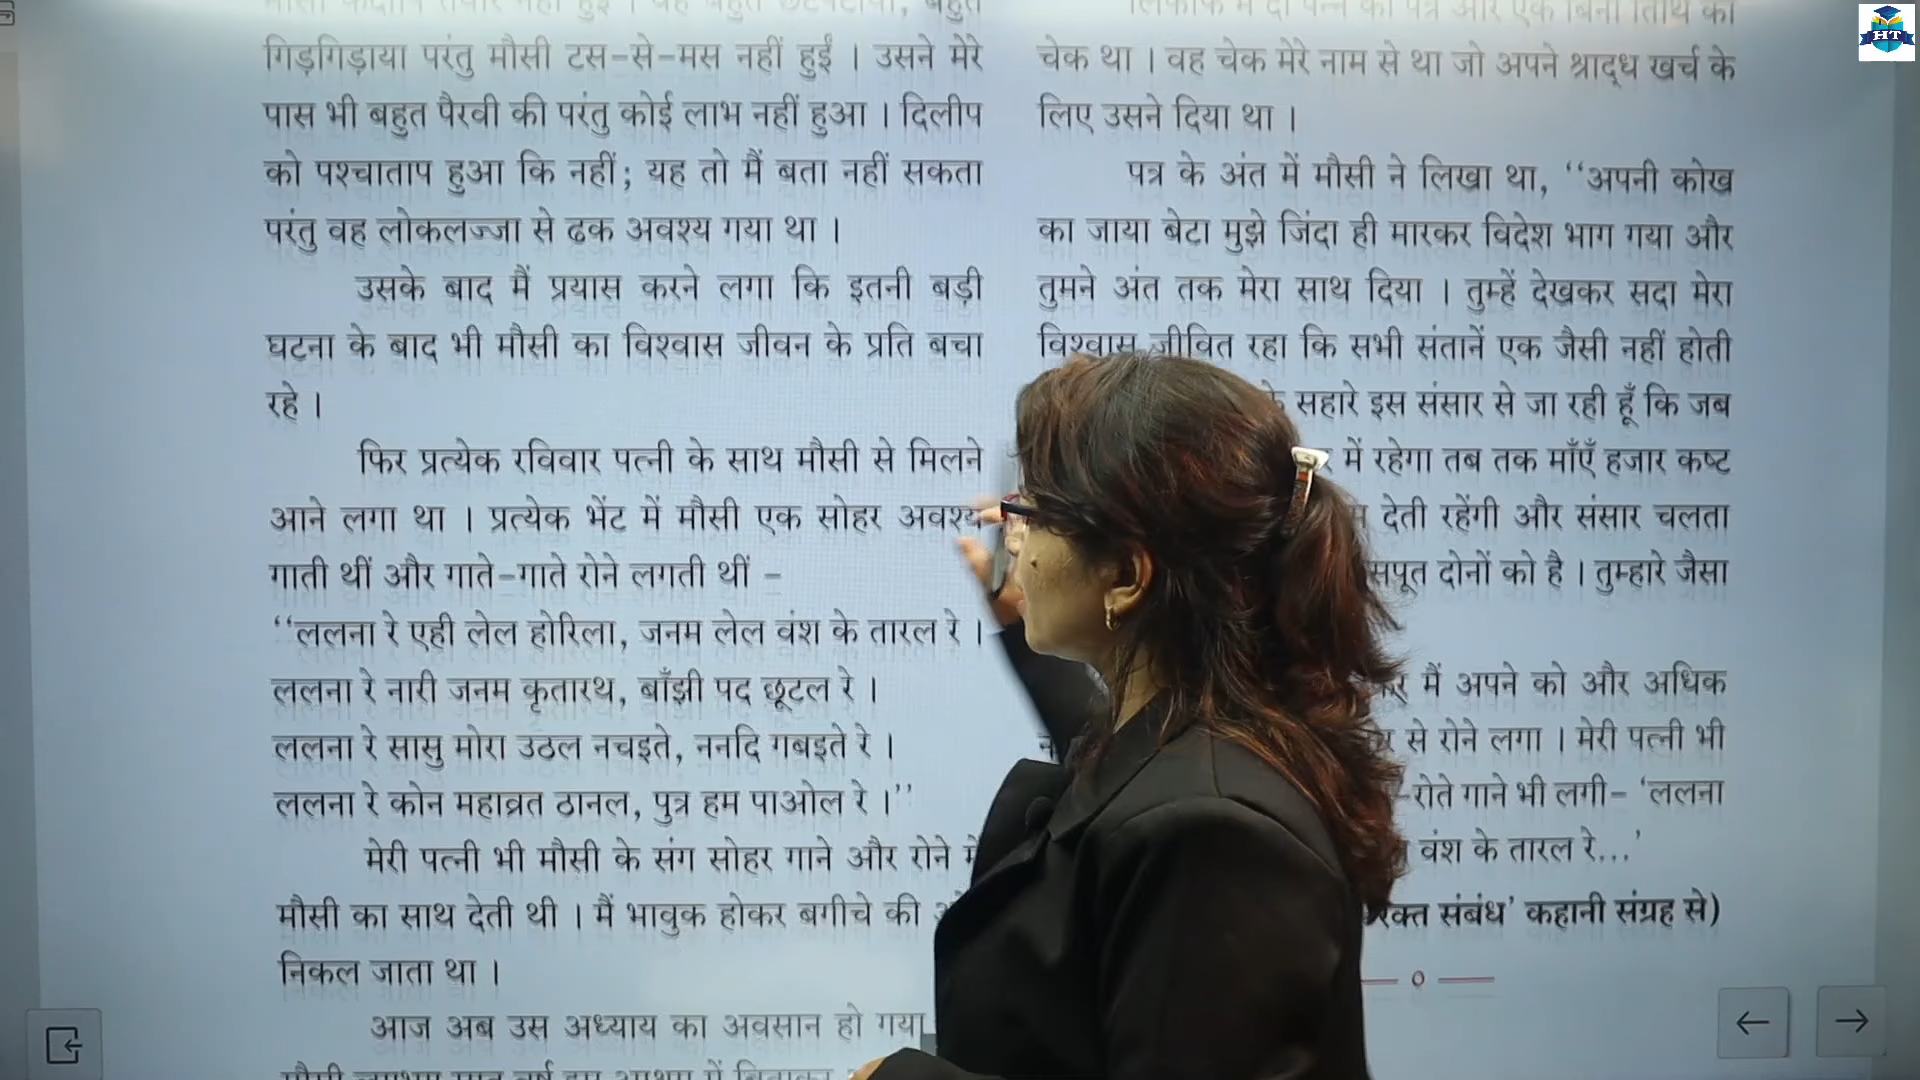 गिड़गिड़ाया परंतु मौसी टस-से-मस नहीं हुईं । उसने मेरे
पास भी बहुत पैरवी की परंतु कोई लाभ नहीं हुआ । दिलीप
को पश्चाताप हुआ कि नहीं; यह तो मैं बता नहीं सकता
परंतु वह लोकलज्जा से ढक अवश्य गया था ।
उसके बाद मैं प्रयास करने लगा कि इतनी बड़ी
घटना के बाद भी मौसी का विश्वास जीवन के प्रति बचा
रहे ।
फिर प्रत्येक रविवार पत्नी के साथ मौसी से मिलने
आने लगा था । प्रत्येक भेंट में मौसी एक सोहर अवश्य
गाती थीं और गाते-गाते रोने लगती थीं –
‘‘ललना रे एही लेल होरिला, जनम लेल वंश के तारल रे ।
ललना रे नारी जनम कृतारथ, बाँझी पद छूटल रे ।
ललना रे सासु मोरा उठल नचइते, ननदि गबइते रे ।
ललना रे कोन महाव्रत ठानल, पुत्र हम पाओल रे ।’’
मेरी पत्नी भी मौसी के संग सोहर गाने और रोने में
मौसी का साथ देती थी । मैं भावुक होकर बगीचे की
निकल जाता था ।
आज अब उस अध्याय का अवसान हो गया
चेक था । वह चेक मेरे नाम से था जो अपने श्राद्ध खर्च के
लिए उसने दिया था ।
पत्र के अंत में मौसी ने लिखा था, ‘‘अपनी कोख
का जाया बेटा मुझे जिंदा ही मारकर विदेश भाग गया और
तुमने अंत तक मेरा साथ दिया । तुम्हें देखकर सदा मेरा
विश्वास जीवित रहा कि सभी संतानें एक जैसी नहीं होती
सहारे इस संसार से जा रही हूँ कि जब
में रहेगा तब तक माँएँ हजार कष्ट
देती रहेंगी और संसार चलता
सपूत दोनों को है । तुम्हारे जैसा
मैं अपने को और अधिक
से रोने लगा । मेरी पत्नी भी
-रोते गाने भी लगी– ‘ललना
वंश के तारल रे...’
रक्त संबंध’ कहानी संग्रह से)
HT